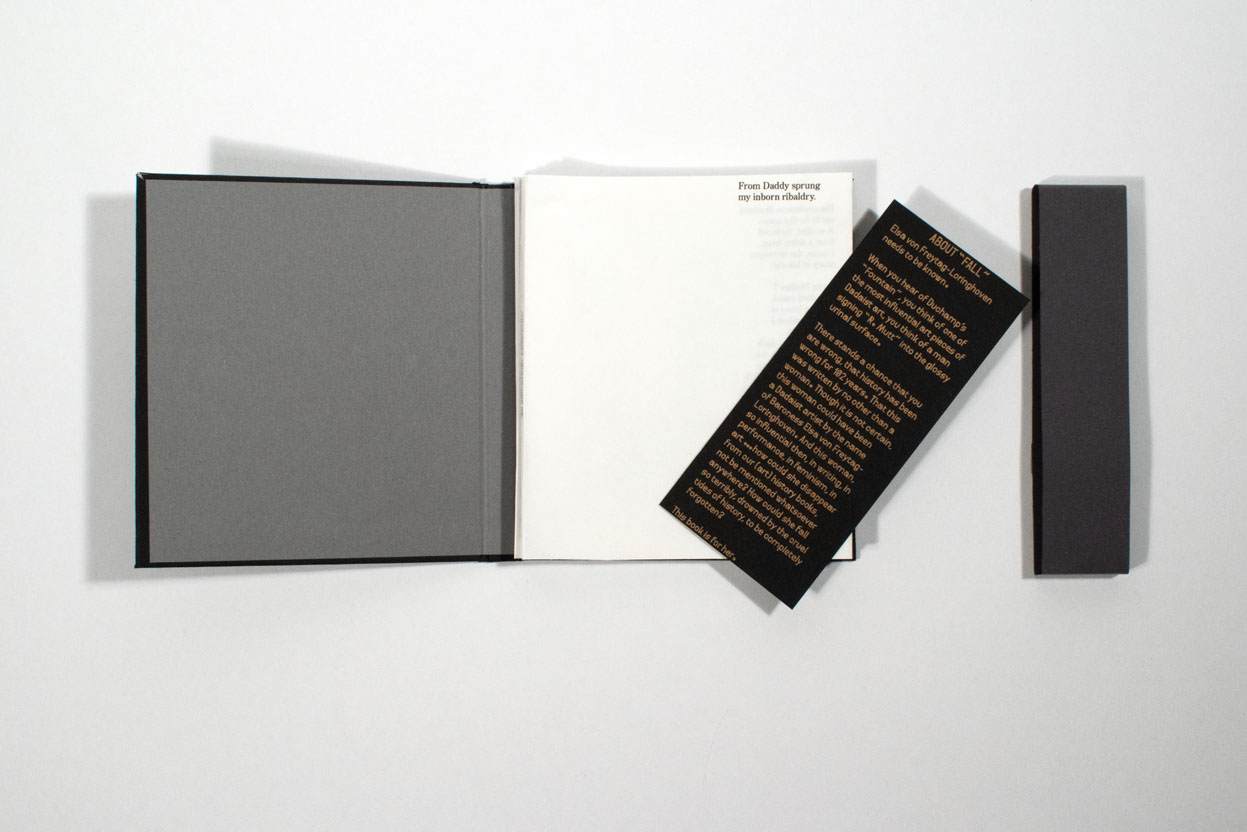 From Daddy sprung
my inborn ribaldry.
ABOUT "FALL"
Elsa von Freytag-Loringhoven
needs to be known.
When you hear of Duchamp's
"Fountain", you think of one of
the most influential art pieces of
Dadaist art, you think of a man
signing "R. Mutt" into the glossy
urinal surface.
There stands a chance that you
are wrong, that history has been
wrong for 102 years. That this
was written by no other than a
woman. Though it is not certain,
this woman could have been
a Dadaist artist by the name
of Baroness Elsa von Freytag-
Loringhoven. And this woman,
so influential then, in writing, in
performance, in feminism, in
art ...how could she disappear
from our (art) history books,
not be mentioned whatsoever
anywhere? How could she fall
so terribly, drowned by the cruel
tides of history, to be completely
forgotten?
This book is for her.